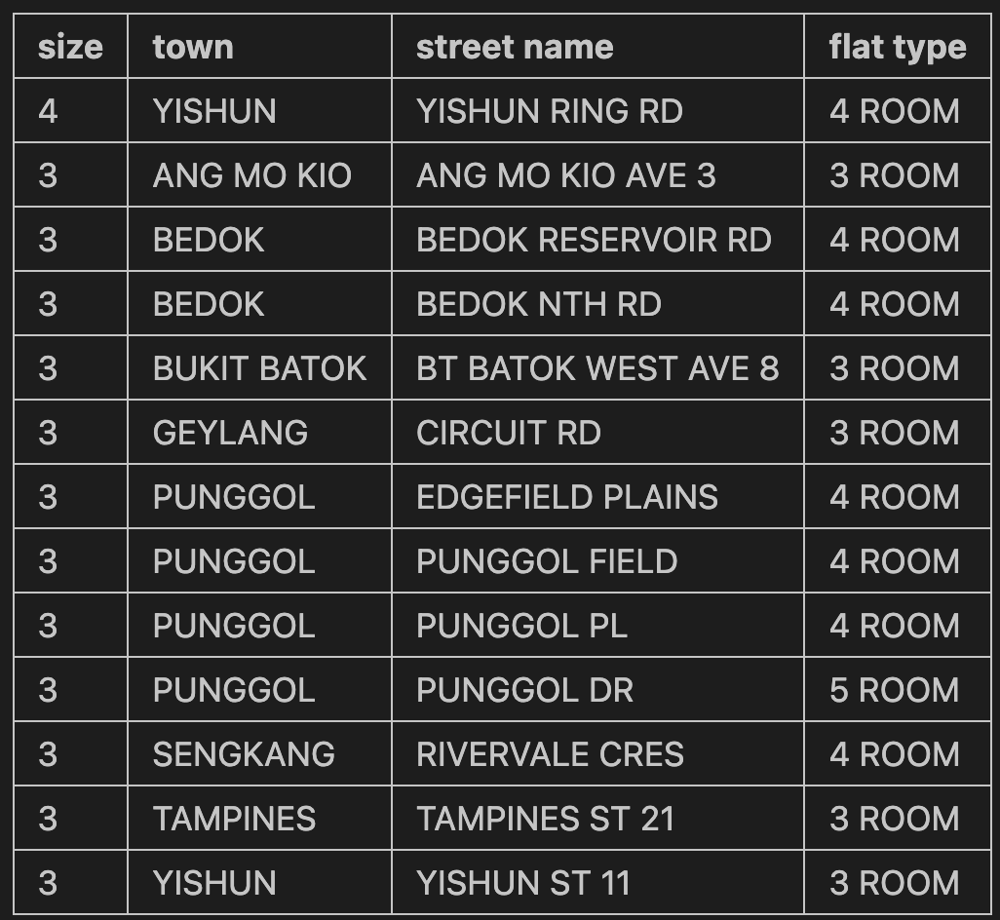 size town street name flat type
4 YISHUN YISHUN RING RD 4 ROOM
3 ANG MO KIO ANG MO KIO AVE 3 3 ROOM
3 BEDOK BEDOK RESERVOIR RD 4 ROOM
3 BEDOK BEDOK NTH RD 4 ROOM
3 BUKIT BATOK BT BATOK WEST AVE 8 3 ROOM
3 GEYLANG CIRCUIT RD 3 ROOM
3 PUNGGOL EDGEFIELD PLAINS 4 ROOM
3 PUNGGOL PUNGGOL FIELD 4 ROOM
3 PUNGGOL PUNGGOL PL 4 ROOM
3 PUNGGOL PUNGGOL DR 5 ROOM
3 SENGKANG RIVERVALE CRES 4 ROOM
3 TAMPINES TAMPINES ST 21 3 ROOM
3 YISHUN YISHUN ST 11 3 ROOM